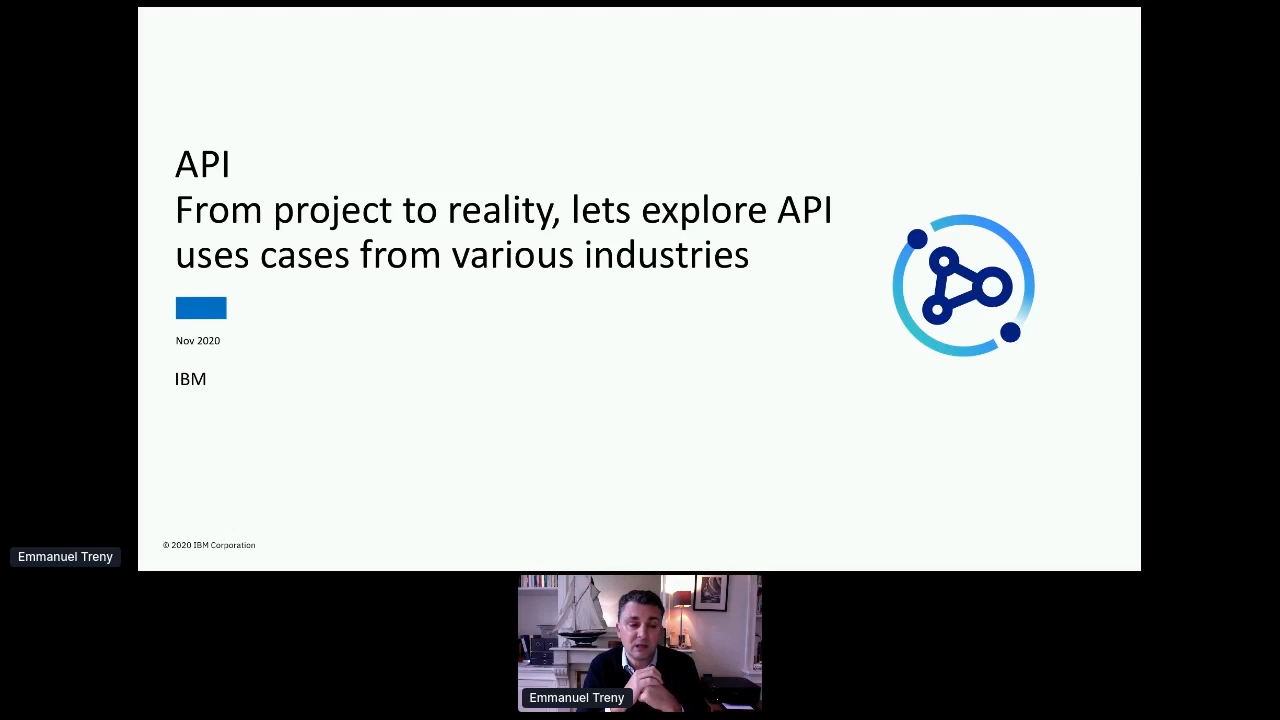 API
From project to reality, lets explore API
uses cases from various industries
Nov 2020
IBM
© 2020 IBM Corporation
Emmanuel Treny
Emmanuel Treny